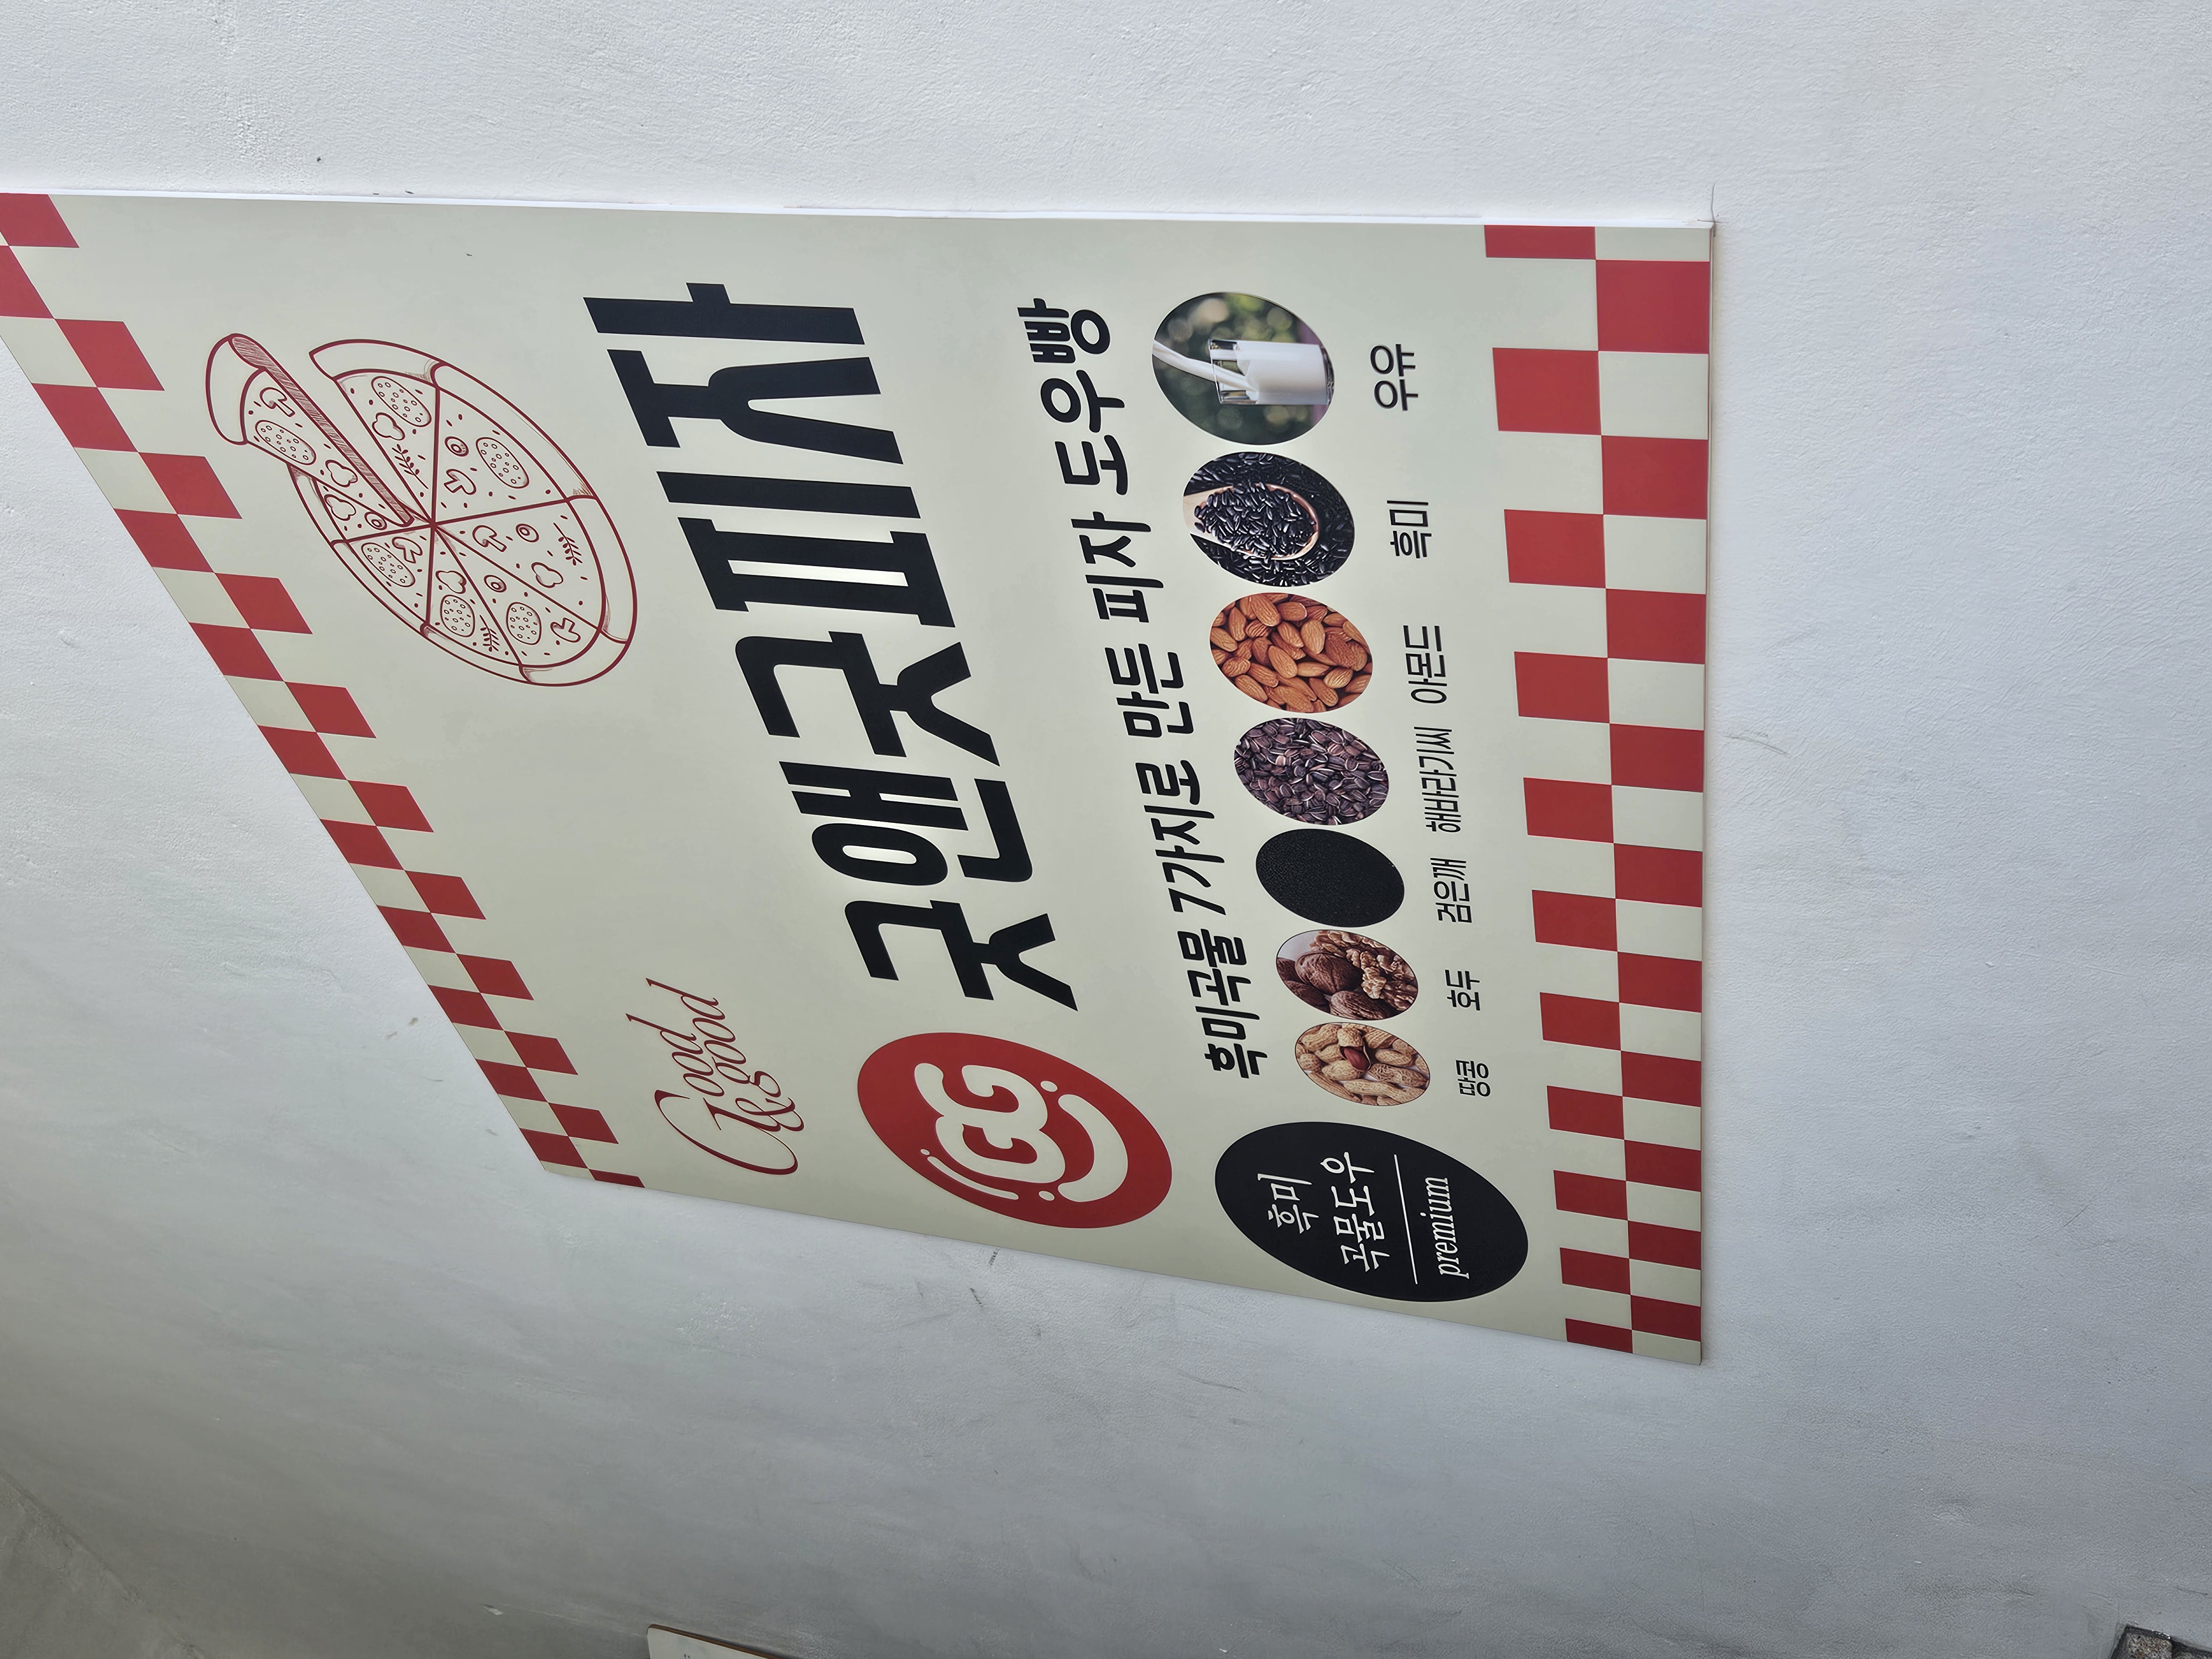 Good
& good
GG
굿앤굿피자
흑미
곡물도우
premium
흑미곡물 7가지로 만든 피자 도우빵
땅콩 호두 검은깨 해바라기씨 아몬드 흑미 우유